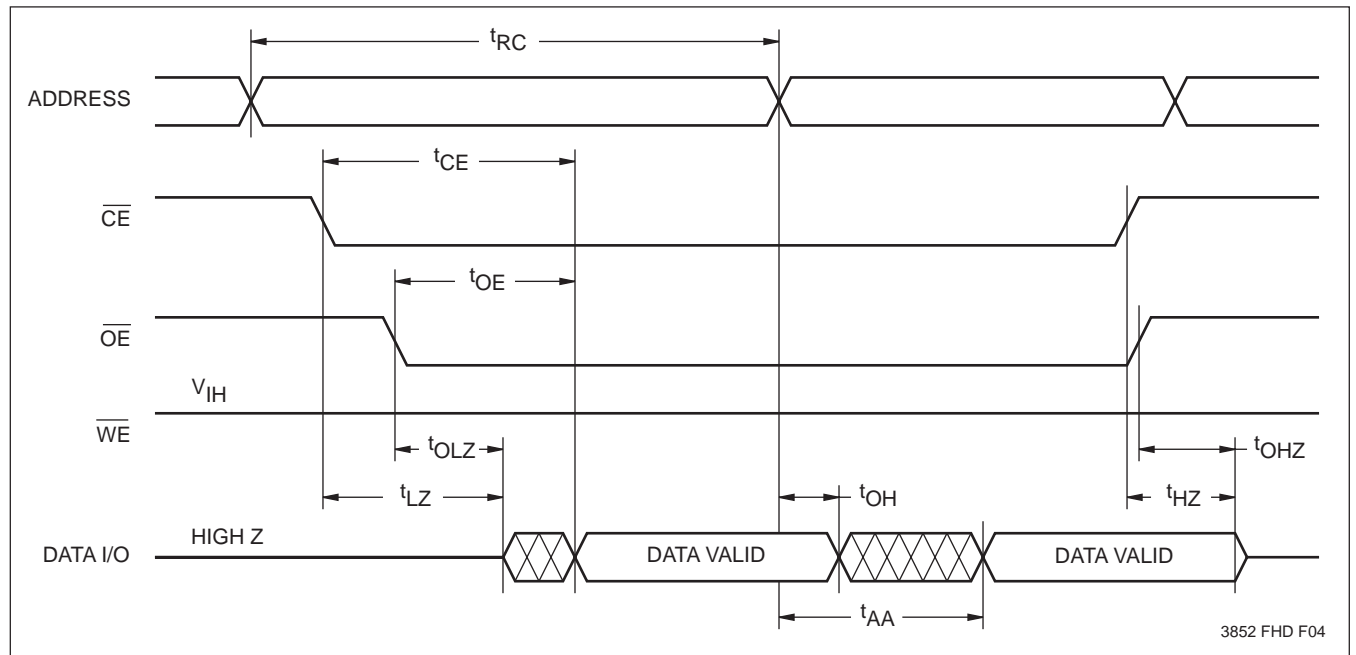 tRC
ADDRESS
tCE
CE
tOE
OE
VIH
WE
tOLZ
tOHZ
tLZ
tOH
tHZ
HIGH Z
DATA I/O
DATA VALID
DATA VALID
tAA
3852 FHD F04